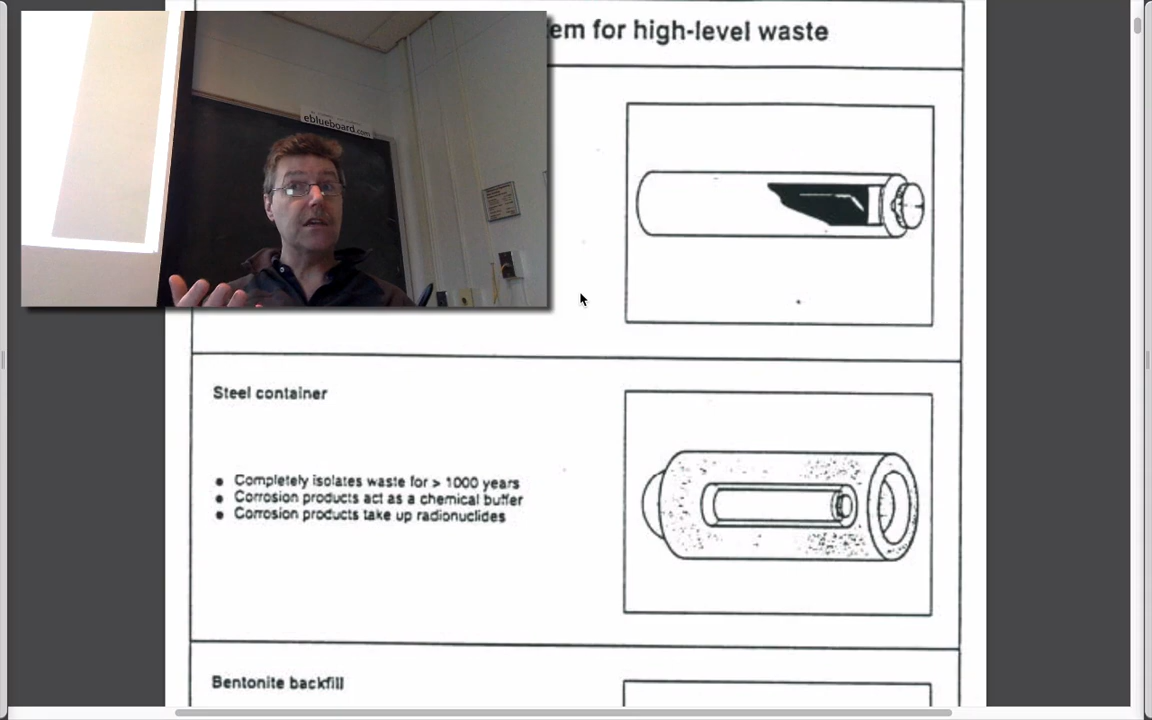 em for high-level waste
eblueboard.com
Steel container
● Completely isolates waste for > 1000 years
● Corrosion products act as a chemical buffer
● Corrosion products take up radionuclides
Bentonite backfill